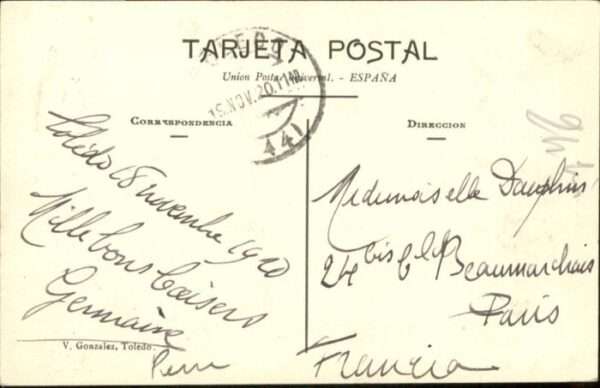 TARJETA POSTAL
Union Postal Universal. - ESPAÑA
CORRESPONDENCIA
DIRECCION
Toledo 18 novembre 1920
Mille bons baisers
Germaine
V. Gonzalez, Toledo.
Mademoiselle Dauphin
24 bis Bld Beaumarchais
Paris
Francia